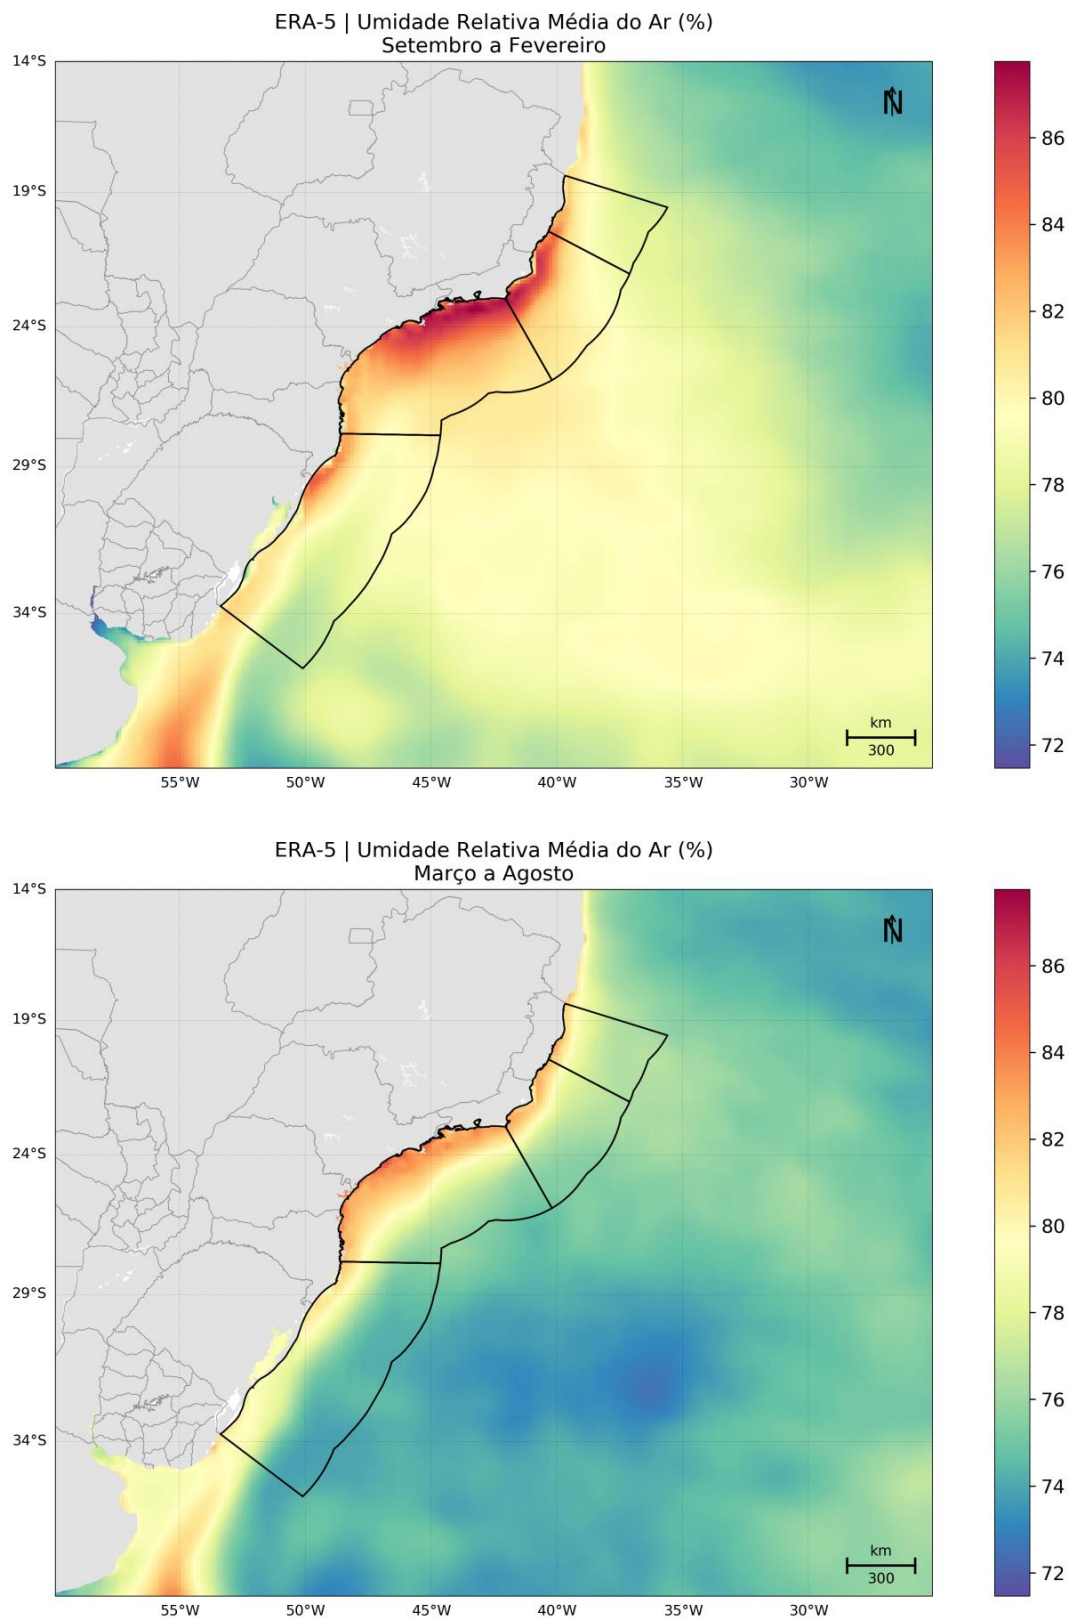 ERA-5 | Umidade Relativa Média do Ar (%)
Setembro a Fevereiro
14°S
19°S
24°S
29°S
34°S
N
km
300
55°W 50°W 45°W 40°W 35°W 30°W
86
84
82
80
78
76
74
72
ERA-5 | Umidade Relativa Média do Ar (%)
Março a Agosto
14°S
19°S
24°S
29°S
34°S
N
km
300
55°W 50°W 45°W 40°W 35°W 30°W
86
84
82
80
78
76
74
72